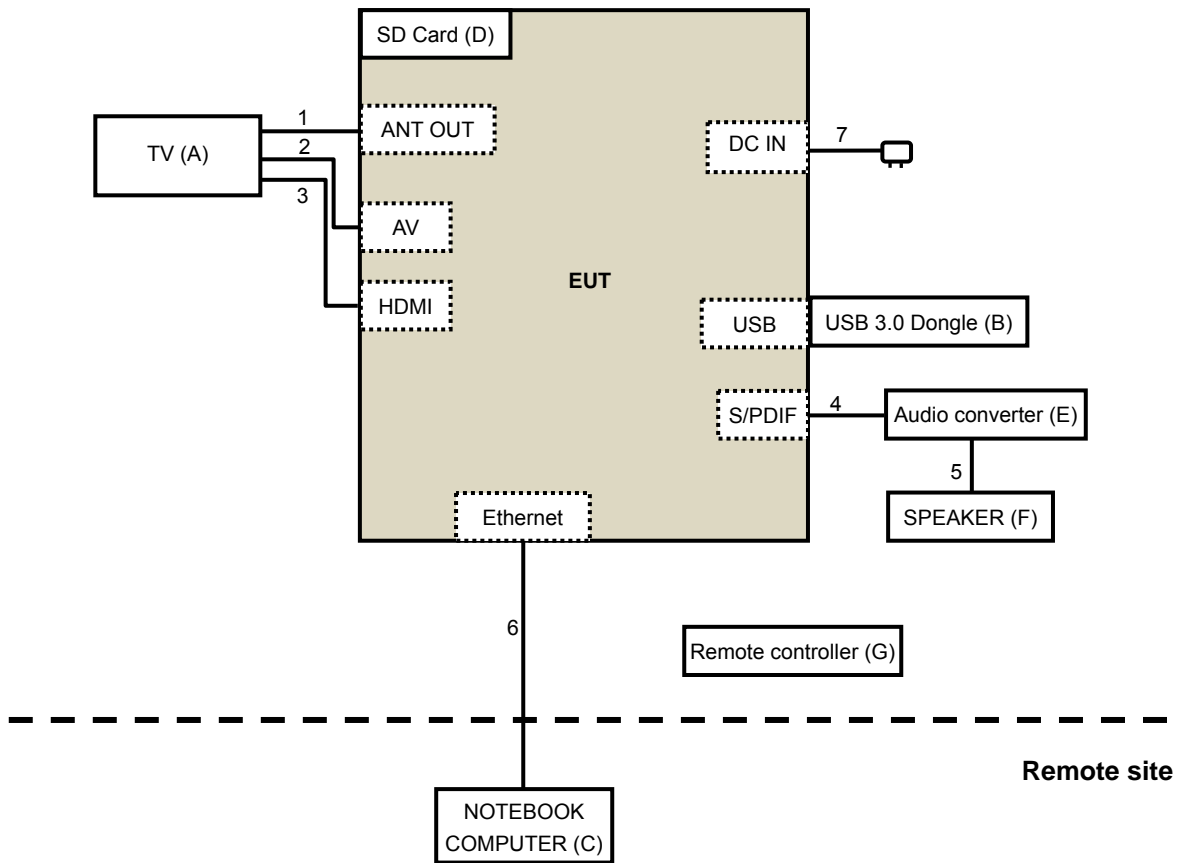 SD Card (D)
1
ANT OUT
TV (A)
2
3
AV
HDMI
EUT
DC IN
7
USB
USB 3.0 Dongle (B)
S/PDIF
4
Audio converter (E)
5
SPEAKER (F)
Ethernet
6
Remote controller (G)
Remote site
NOTEBOOK
COMPUTER (C)